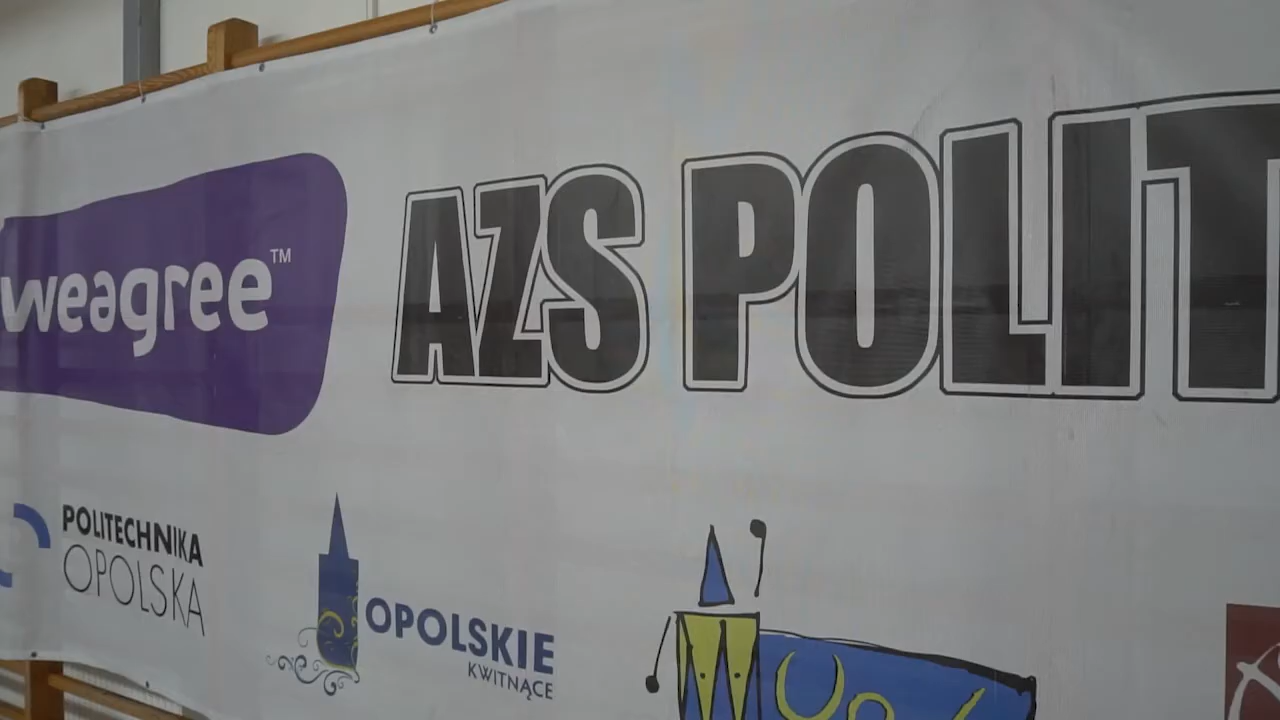 weagree™
AZS POLIT
POLITECHNIKA
OPOLSKA
OPOLSKIE
KWITNĄCE